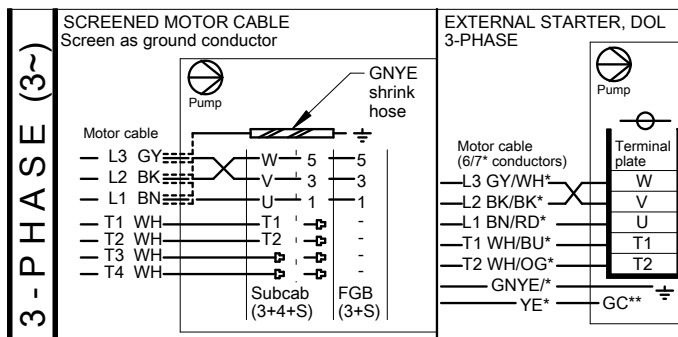 3-PHASE (3~)
SCREENED MOTOR CABLE
Screen as ground conductor
Pump
GNYE
shrink
hose
Motor cable
L3 GY W 5 5
L2 BK V 3 3
L1 BN U 1 1
T1 WH T1 -
T2 WH T2 -
T3 WH -
T4 WH -
Subcab FGB
(3+4+S) (3+S)
EXTERNAL STARTER, DOL
3-PHASE
Pump
Motor cable
(6/7* conductors)
Terminal
plate
L3 GY/WH* W
L2 BK/BK* V
L1 BN/RD* U
T1 WH/BU* T1
T2 WH/OG* T2
GNYE/*
YE* GC**